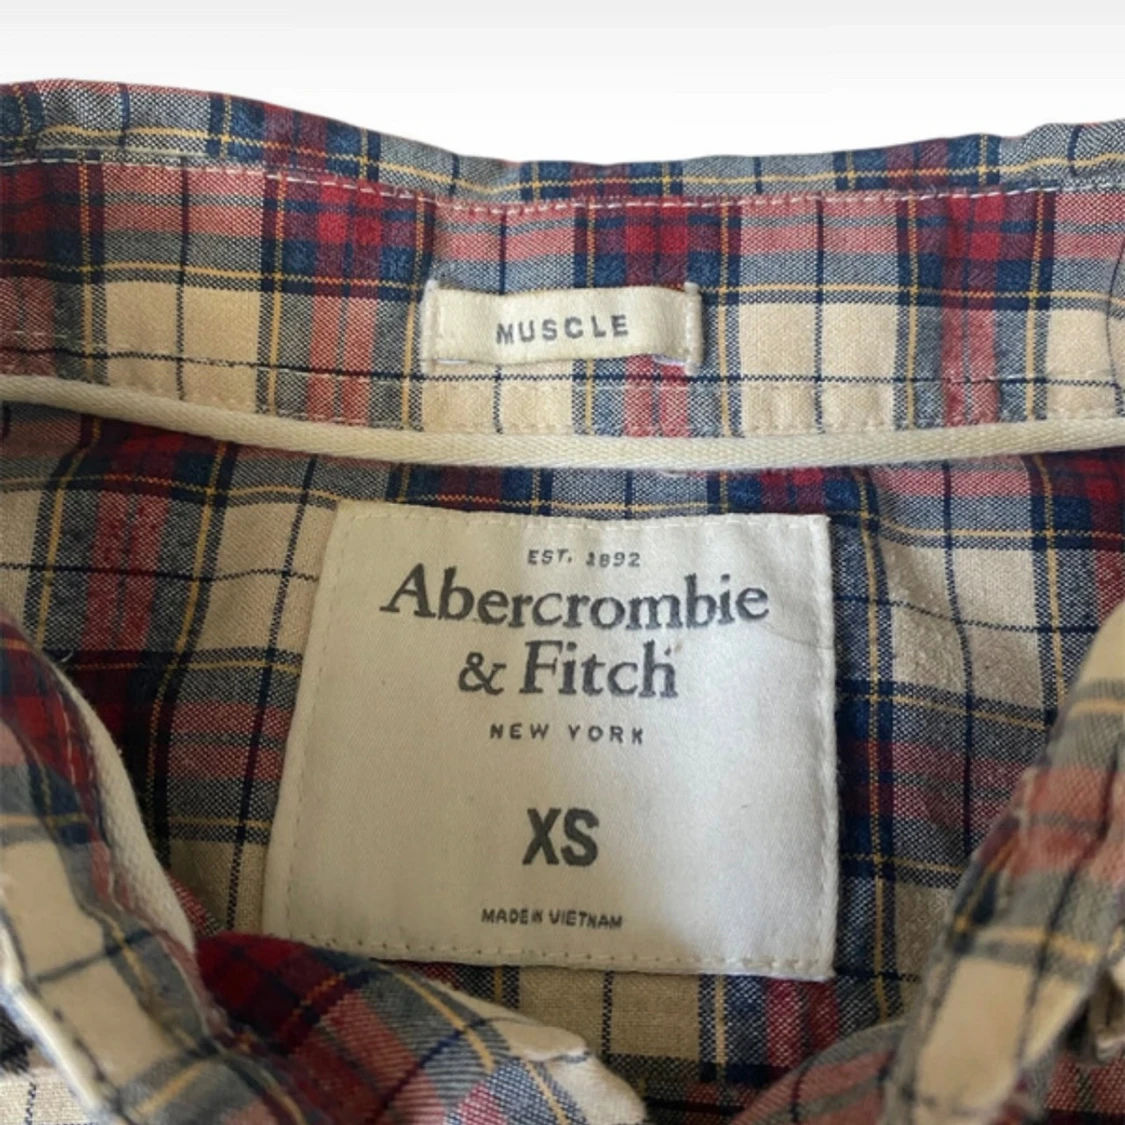 MUSCLE
EST. 1892
Abercrombie
& Fitch
NEW YORK
XS
MADE IN VIETNAM